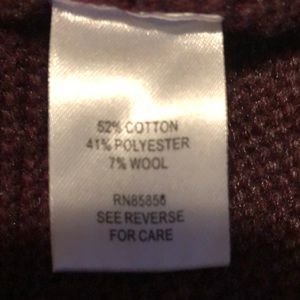 52% COTTON
41% POLYESTER
7% WOOL
RN85856
SEE REVERSE
FOR CARE